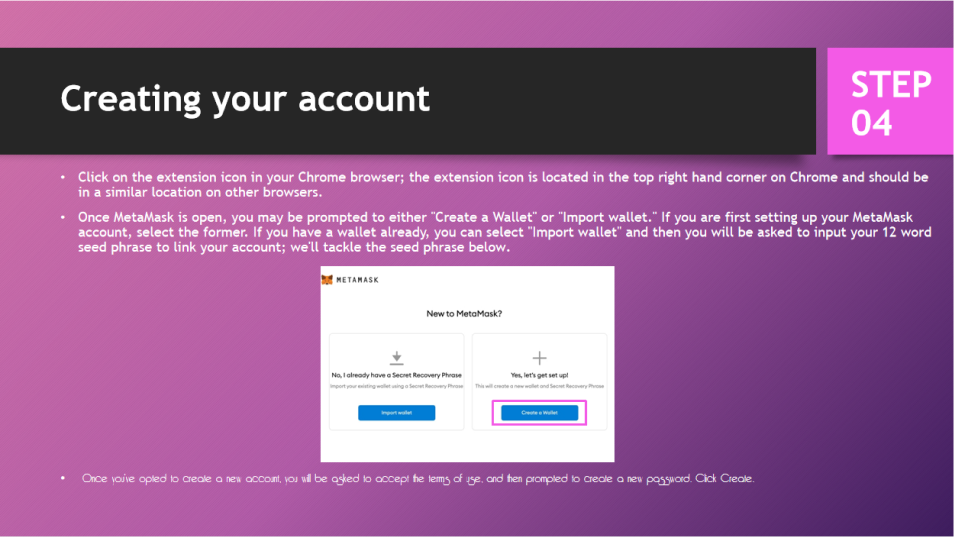 Creating your account
STEP
04
• Click on the extension icon in your Chrome browser; the extension icon is located in the top right hand corner on Chrome and should be
in a similar location on other browsers.
• Once MetaMask is open, you may be prompted to either "Create a Wallet" or "Import wallet." If you are first setting up your MetaMask
account, select the former. If you have a wallet already, you can select "Import wallet" and then you will be asked to input your 12 word
seed phrase to link your account; we'll tackle the seed phrase below.
METAMASK
New to MetaMask?
No, I already have a Secret Recovery Phrase
Import your existing wallet using a Secret Recovery Phrase
Import wallet
Yes, let's get set up!
This will create a new wallet and Secret Recovery Phrase
Create a Wallet
• Once you've opted to create a new account, you will be asked to accept the terms of use, and then prompted to create a new password. Click Create.